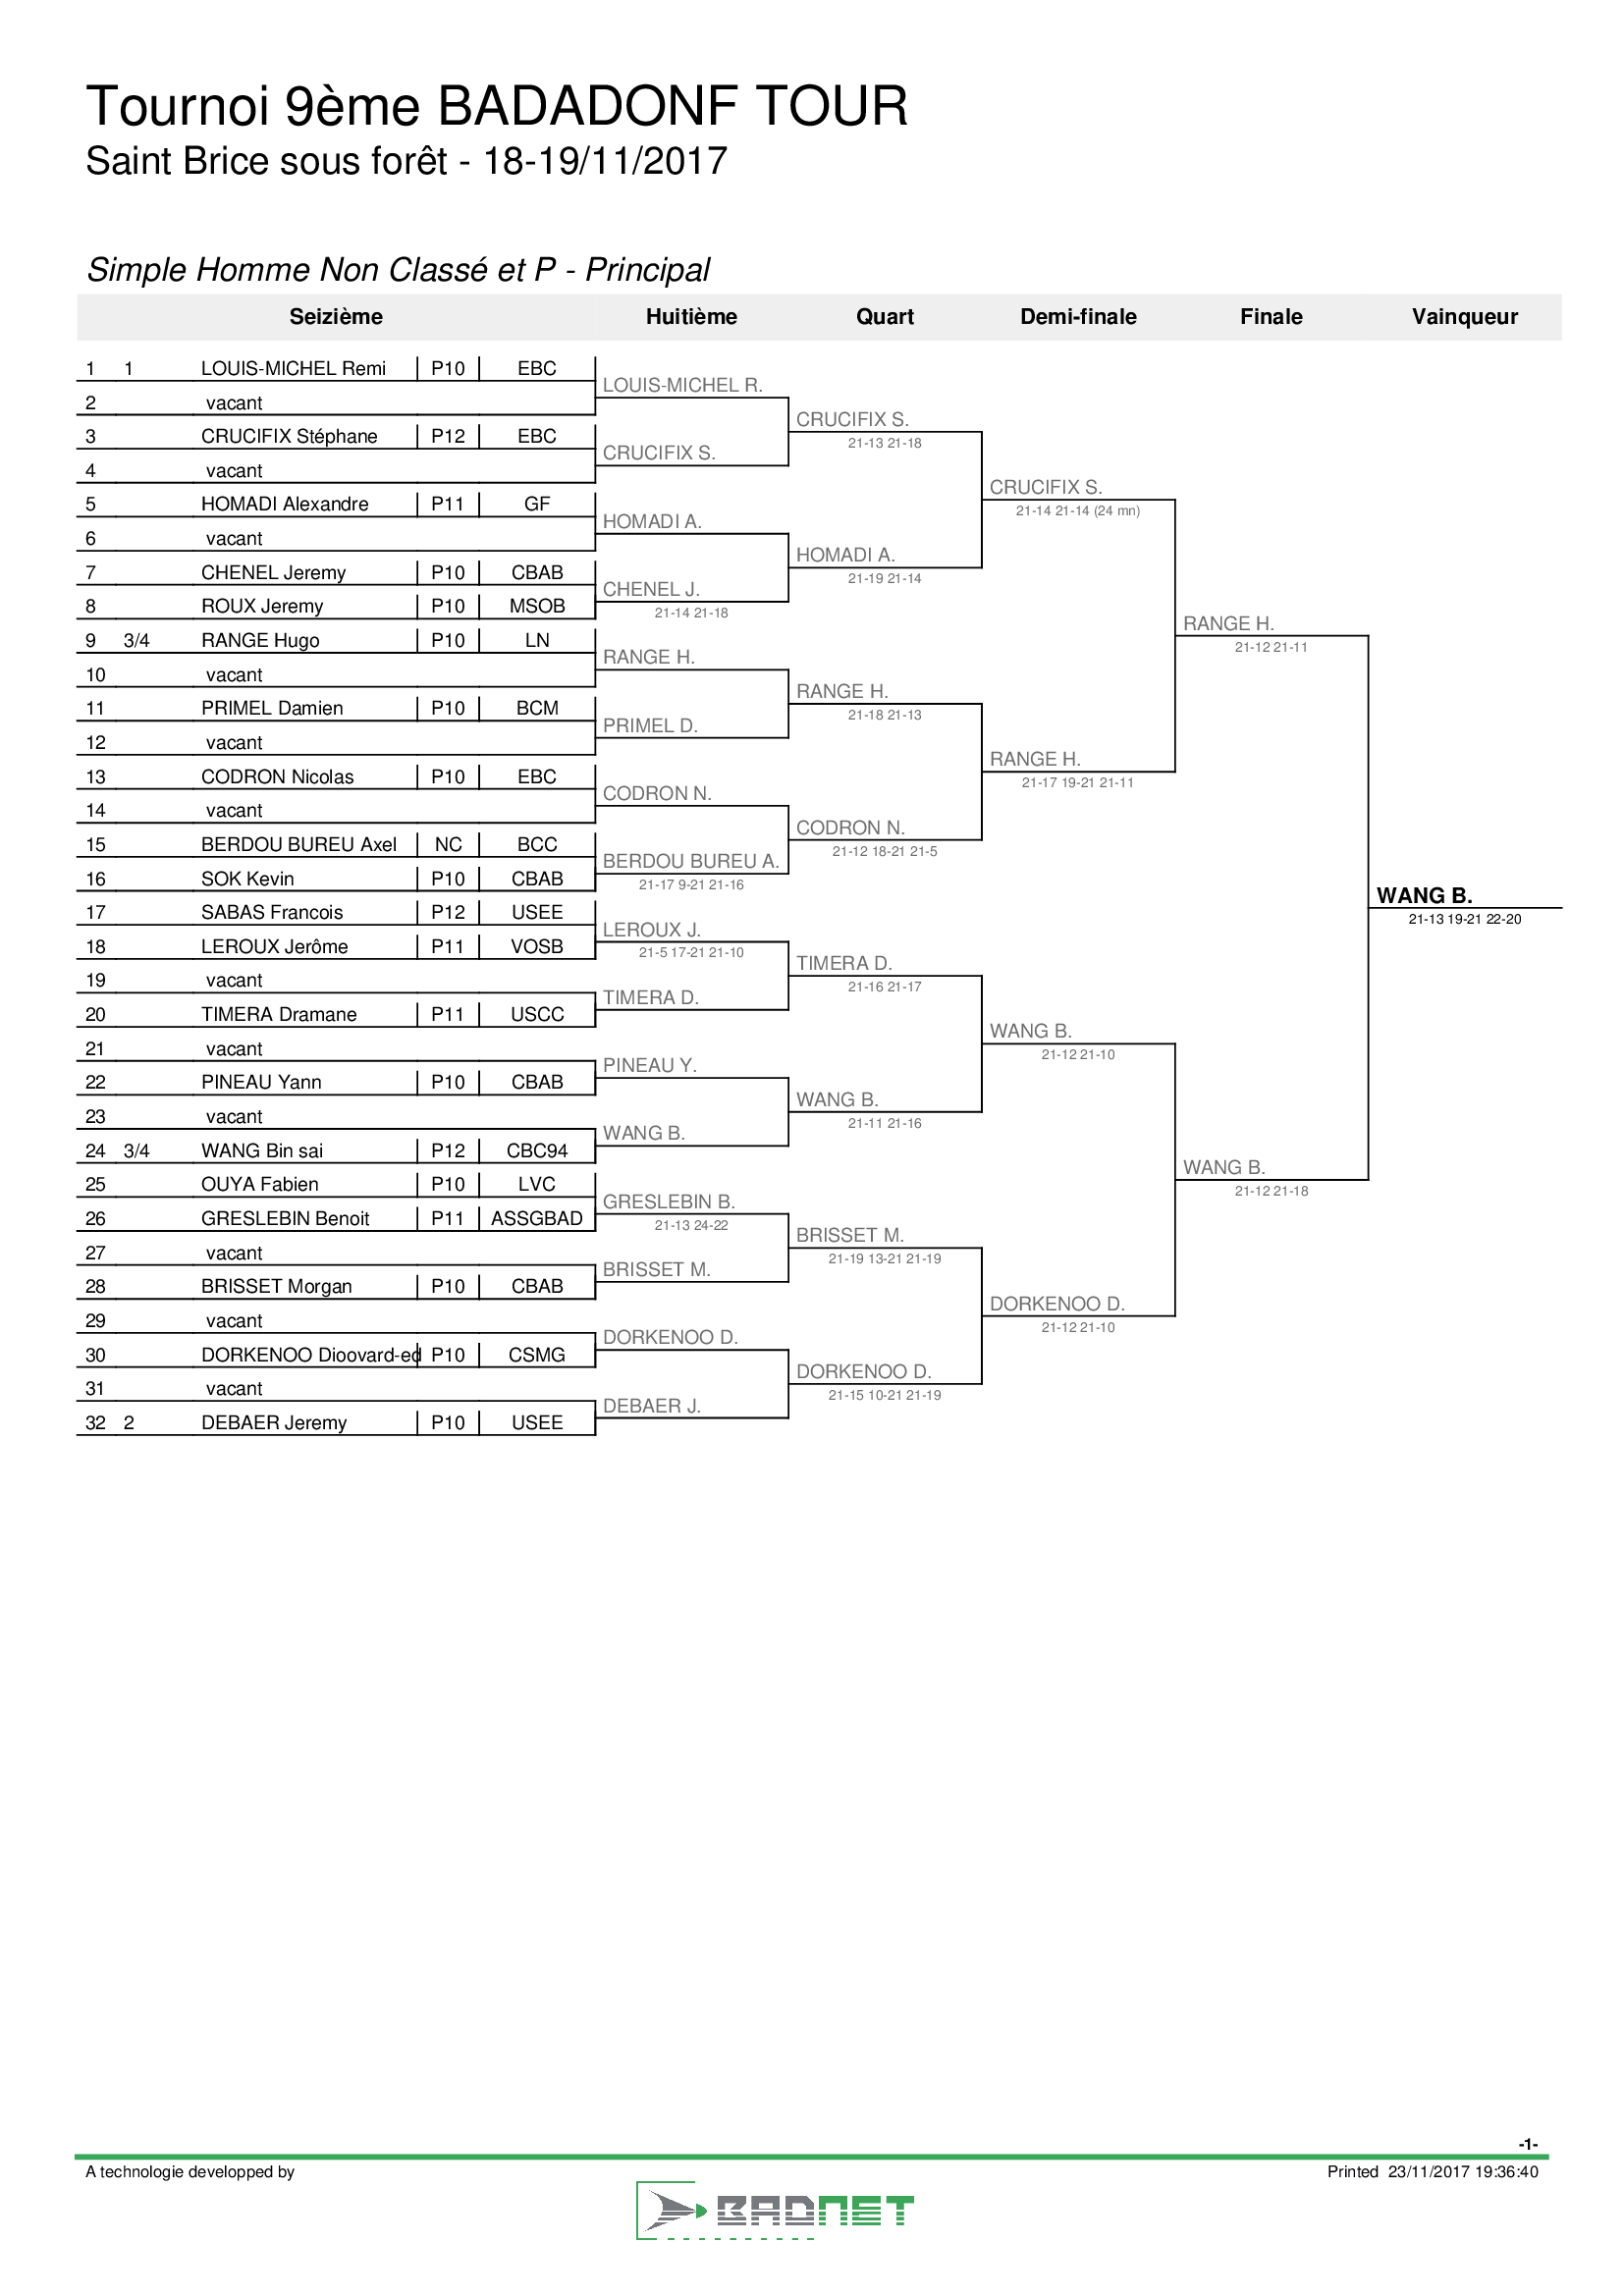 Tournoi 9ème BADADONF TOUR
Saint Brice sous forêt - 18-19/11/2017
Simple Homme Non Classé et P - Principal
Seizième Huitième Quart Demi-finale Finale Vainqueur
1 1 LOUIS-MICHEL Remi P10 EBC
LOUIS-MICHEL R.
2 vacant
CRUCIFIX S.
21-13 21-18
3 CRUCIFIX Stéphane P12 EBC
CRUCIFIX S.
4 vacant
CRUCIFIX S.
21-14 21-14 (24 mn)
5 HOMADI Alexandre P11 GF
HOMADI A.
6 vacant
HOMADI A.
21-19 21-14
7 CHENEL Jeremy P10 CBAB
CHENEL J.
21-14 21-18
8 ROUX Jeremy P10 MSOB
RANGE H.
21-12 21-11
9 3/4 RANGE Hugo P10 LN
RANGE H.
10 vacant
RANGE H.
21-18 21-13
11 PRIMEL Damien P10 BCM
PRIMEL D.
12 vacant
RANGE H.
21-17 19-21 21-11
13 CODRON Nicolas P10 EBC
CODRON N.
14 vacant
CODRON N.
21-12 18-21 21-5
15 BERDOU BUREU Axel NC BCC
BERDOU BUREU A.
21-17 9-21 21-16
16 SOK Kevin P10 CBAB
WANG B.
21-13 19-21 22-20
17 SABAS Francois P12 USEE
LEROUX J.
21-5 17-21 21-10
18 LEROUX Jerôme P11 VOSB
TIMERA D.
21-16 21-17
19 vacant
TIMERA D.
20 TIMERA Dramane P11 USCC
WANG B.
21-12 21-10
21 vacant
PINEAU Y.
22 PINEAU Yann P10 CBAB
WANG B.
21-11 21-16
23 vacant
WANG B.
24 3/4 WANG Bin sai P12 CBC94
WANG B.
21-12 21-18
25 OUYA Fabien P10 LVC
GRESLEBIN B.
21-13 24-22
26 GRESLEBIN Benoit P11 ASSGBAD
BRISSET M.
21-19 13-21 21-19
27 vacant
BRISSET M.
28 BRISSET Morgan P10 CBAB
DORKENOO D.
21-12 21-10
29 vacant
DORKENOO D.
30 DORKENOO Dioovard-ed P10 CSMG
DORKENOO D.
21-15 10-21 21-19
31 vacant
DEBAER J.
32 2 DEBAER Jeremy P10 USEE
-1-
A technologie developped by
Printed 23/11/2017 19:36:40
BADNET